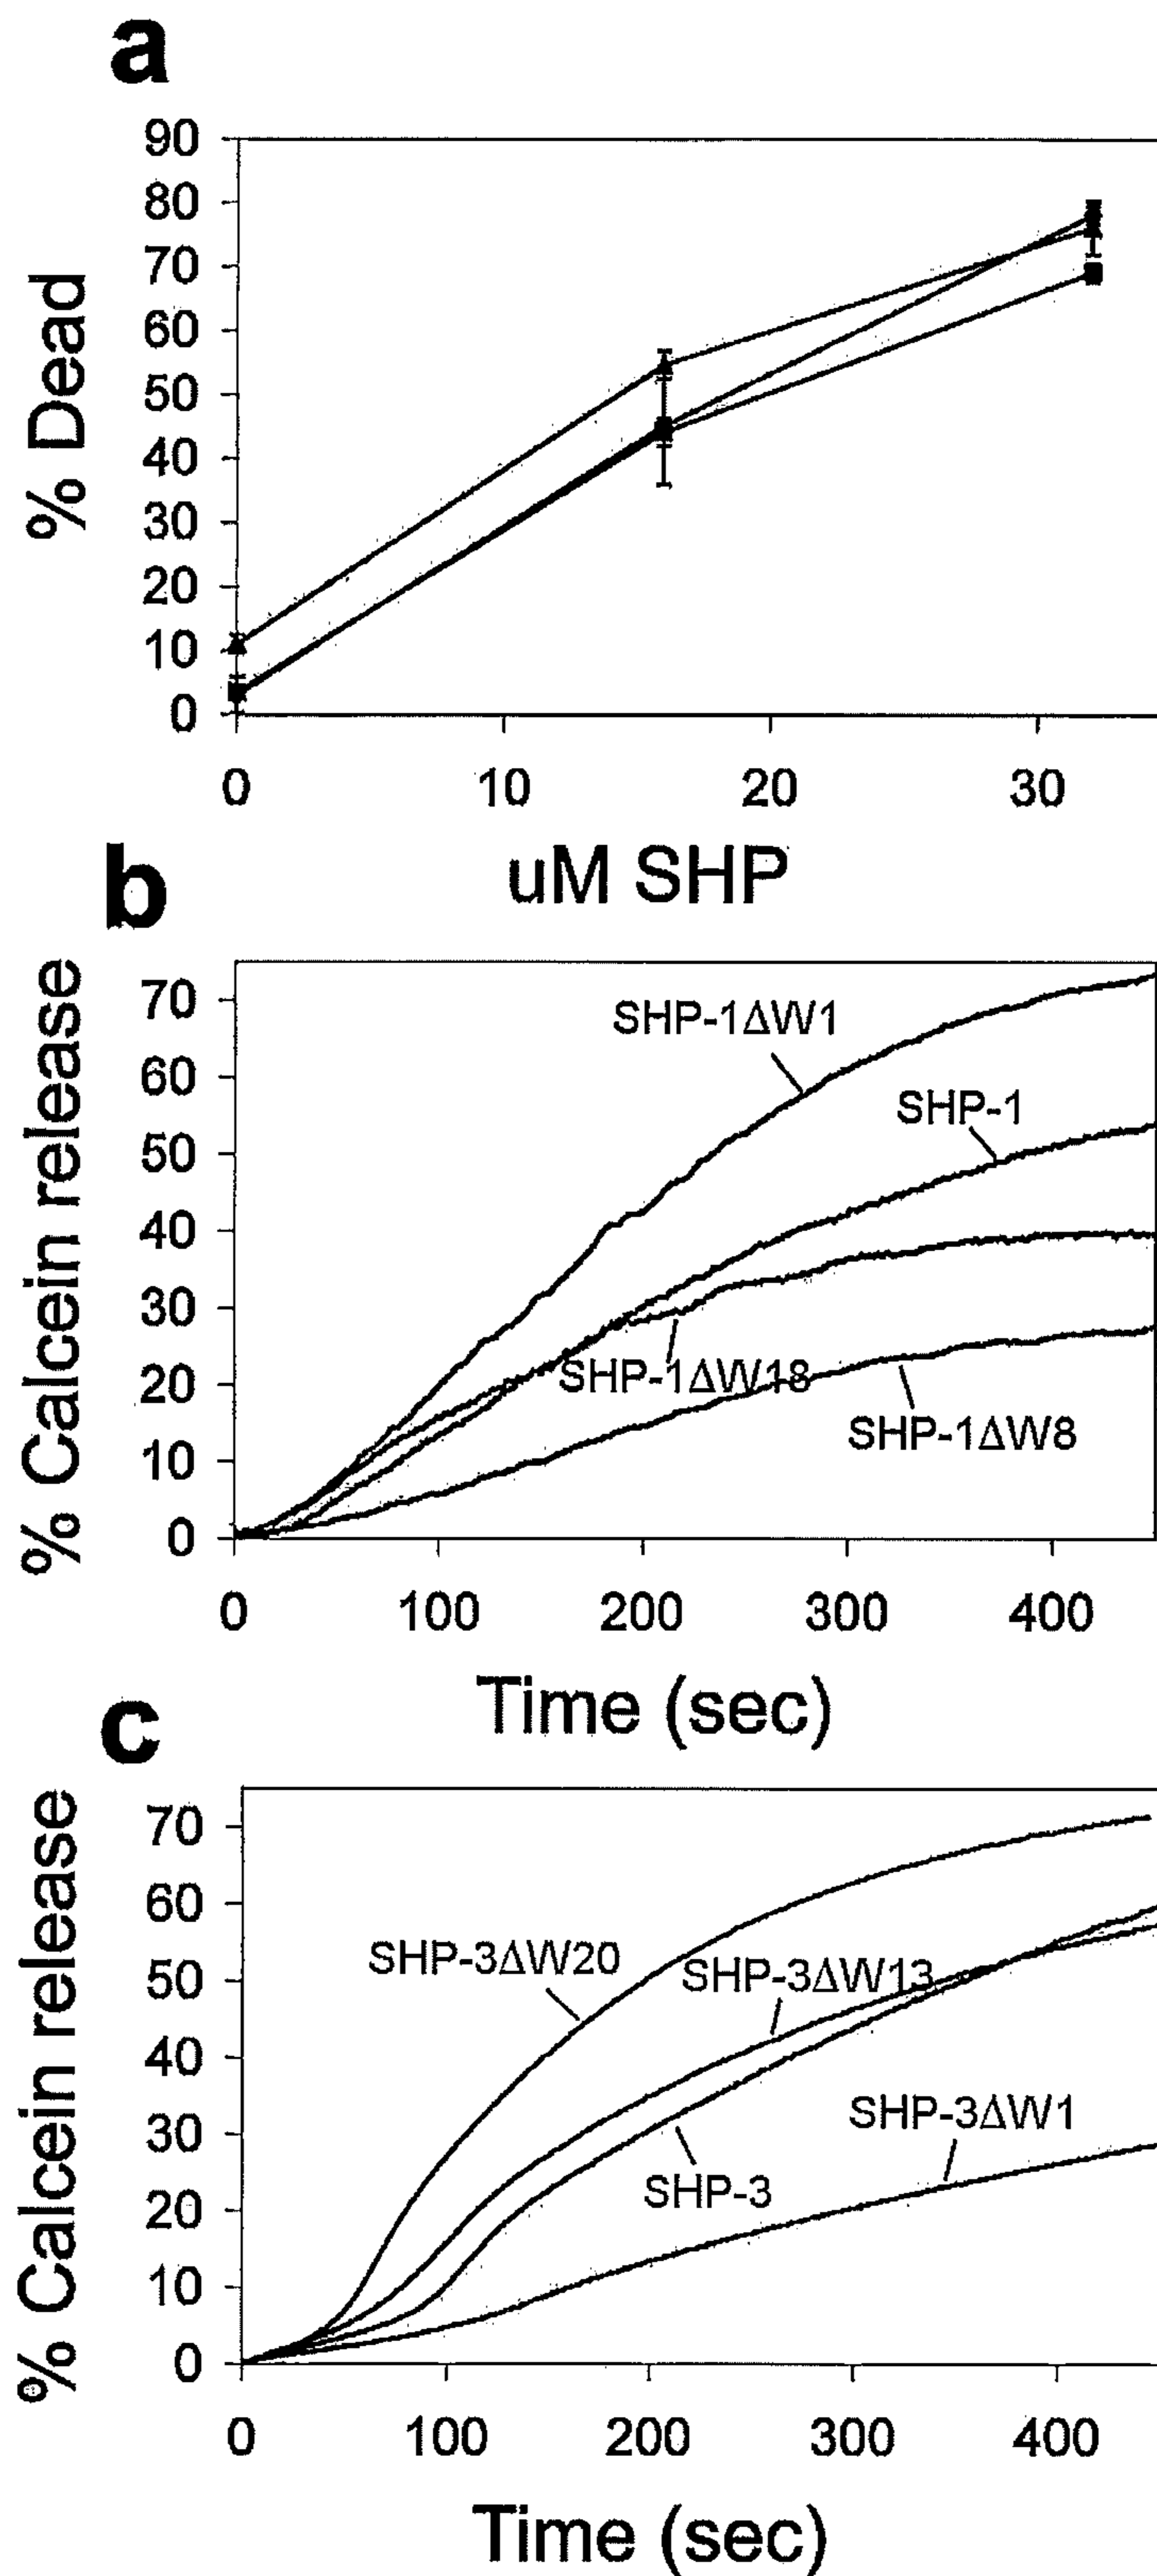 a
90
80
70
60
50
40
30
20
10
0
% Dead
0 10 20 30
uM SHP
b
70
60
50
40
30
20
10
0
% Calcein release
SHP-1ΔW1
SHP-1
SHP-1ΔW18
SHP-1ΔW8
0 100 200 300 400
Time (sec)
c
70
60
50
40
30
20
10
0
% Calcein release
SHP-3ΔW20
SHP-3ΔW13
SHP-3ΔW1
SHP-3
0 100 200 300 400
Time (sec)